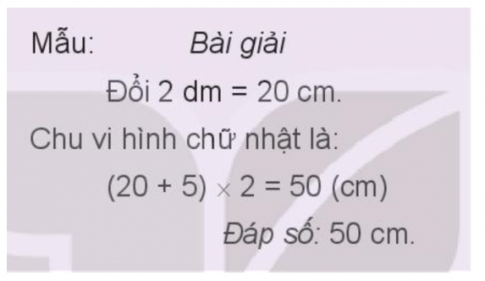 Mẫu: Bài giải
Đổi 2 dm = 20 cm.
Chu vi hình chữ nhật là:
(20 + 5) × 2 = 50 (cm)
Đáp số: 50 cm.